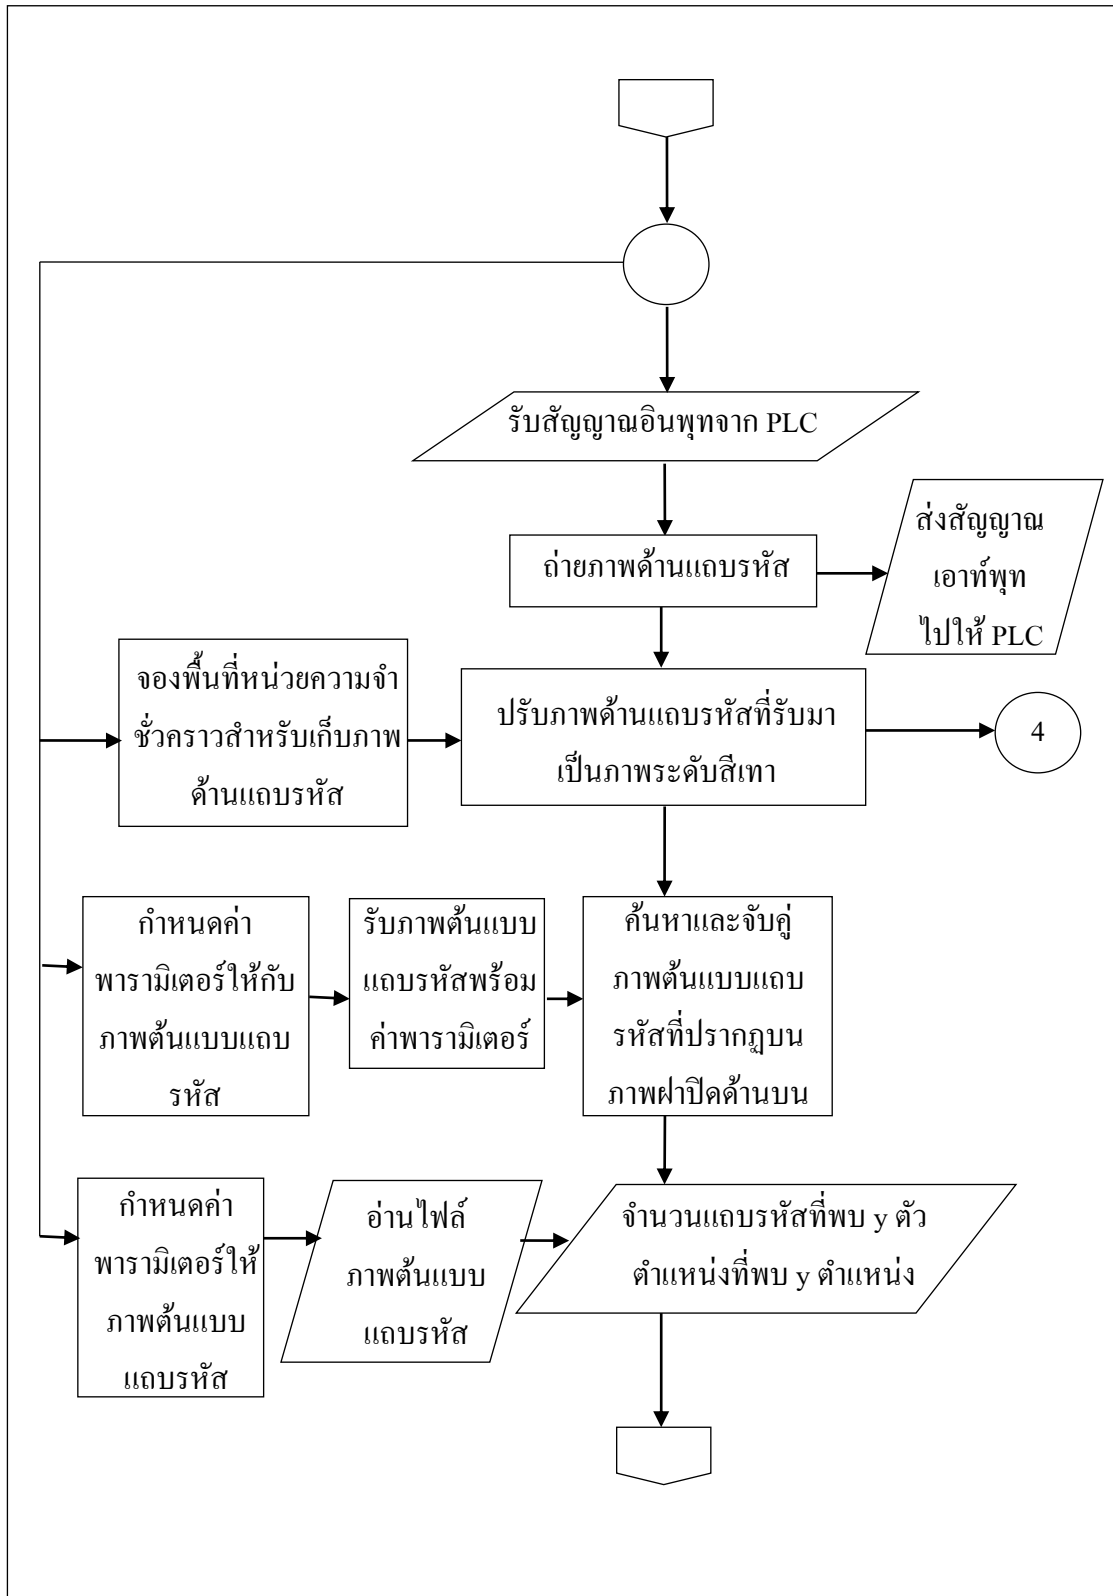 รับสัญญาณอินพุทจาก PLC
ถ่ายภาพด้านแถบรหัส
ส่งสัญญาณ
เอาท์พุท
ไปให้ PLC
จองพื้นที่หน่วยความจำ
ชั่วคราวสำหรับเก็บภาพ
ด้านแถบรหัส
ปรับภาพด้านแถบรหัสที่รับมา
เป็นภาพระดับสีเทา
4
กำหนดค่า
พารามิเตอร์ให้กับ
ภาพต้นแบบแถบ
รหัส
รับภาพต้นแบบ
แถบรหัสพร้อม
ค่าพารามิเตอร์
ค้นหาและจับคู่
ภาพต้นแบบแถบ
รหัสที่ปรากฏบน
ภาพฝาปิดด้านบน
กำหนดค่า
พารามิเตอร์ให้
ภาพต้นแบบ
แถบรหัส
อ่านไฟล์
ภาพต้นแบบ
แถบรหัส
จำนวนแถบรหัสที่พบ y ตัว
ตำแหน่งที่พบ y ตำแหน่ง